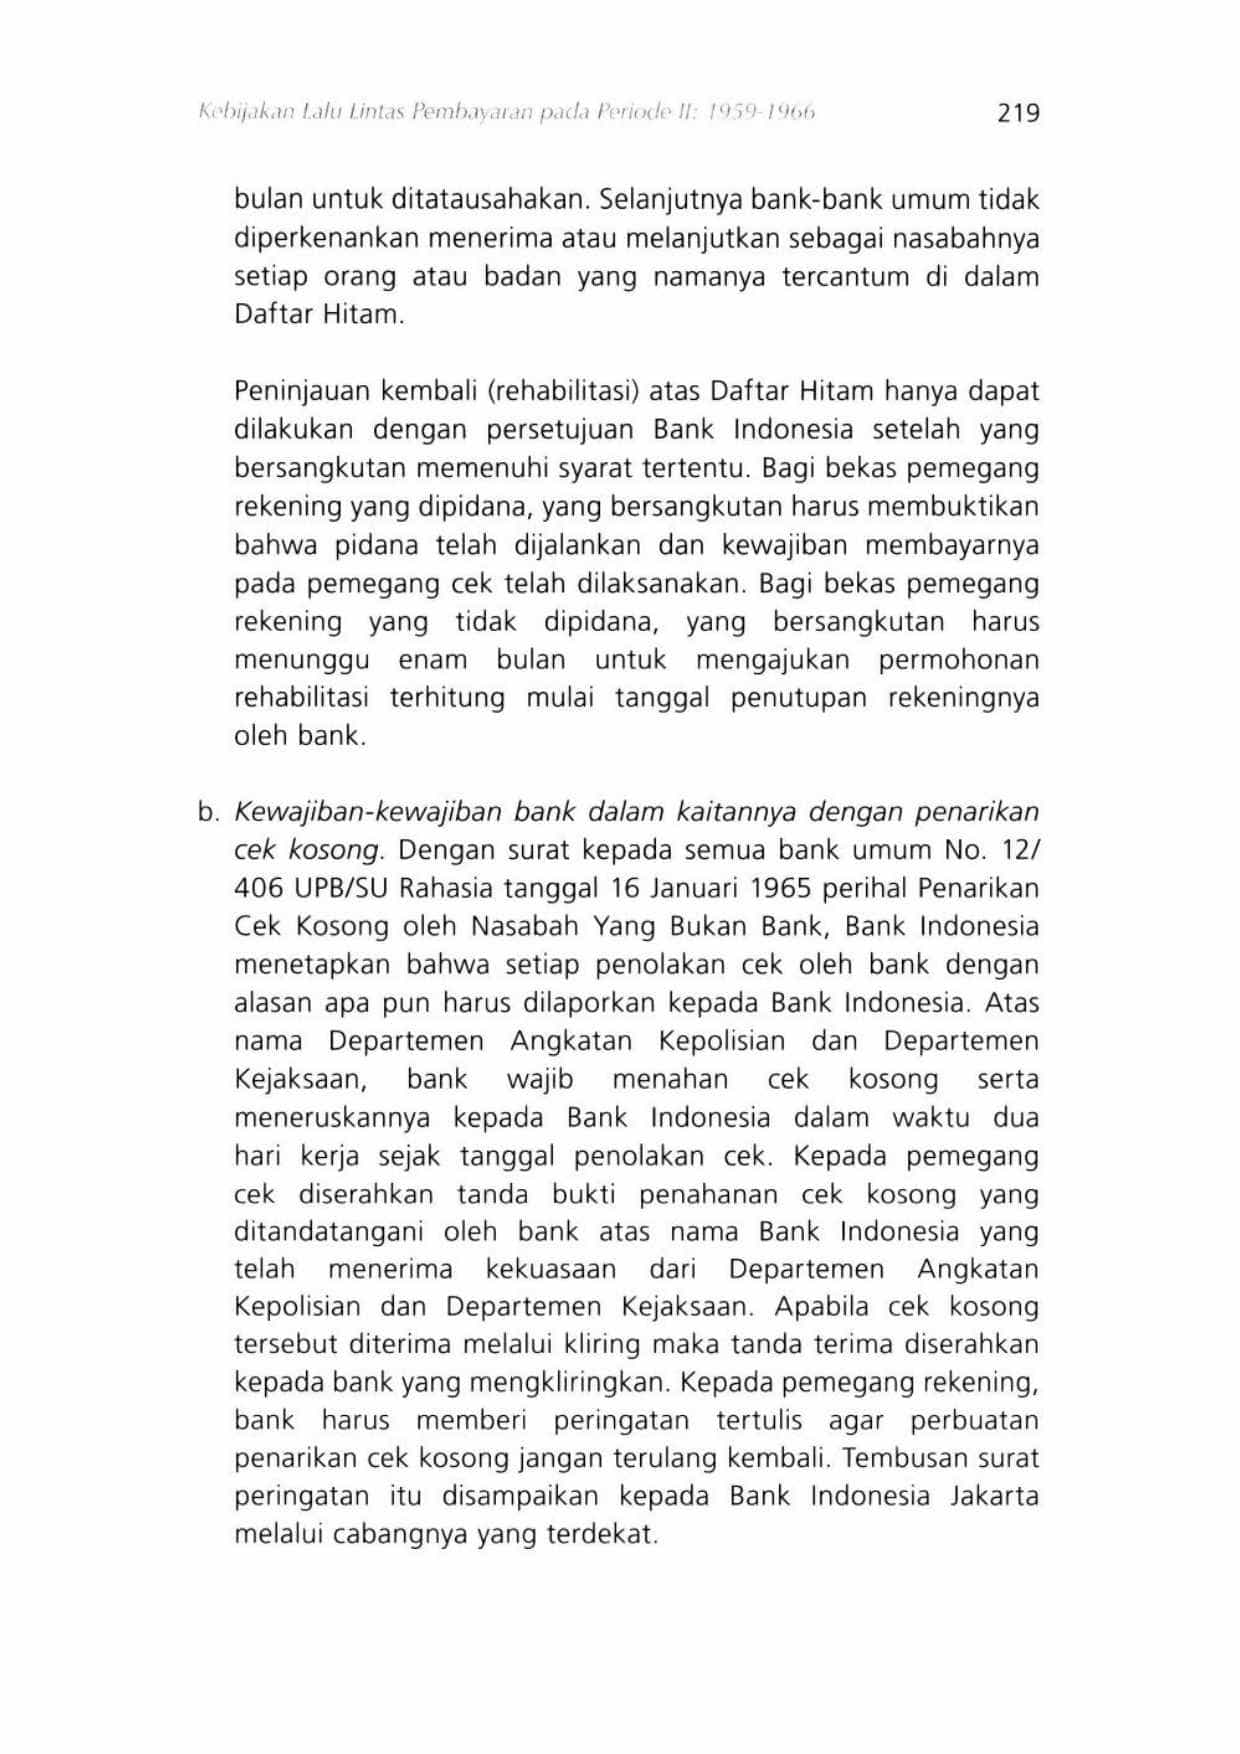 Kebijakan Lalu Lintas Pembayaran pada Periode II: 1959-1966 219
bulan untuk ditatausahakan. Selanjutnya bank-bank umum tidak
diperkenankan menerima atau melanjutkan sebagai nasabahnya
setiap orang atau badan yang namanya tercantum di dalam
Daftar Hitam.
Peninjauan kembali (rehabilitasi) atas Daftar Hitam hanya dapat
dilakukan dengan persetujuan Bank Indonesia setelah yang
bersangkutan memenuhi syarat tertentu. Bagi bekas pemegang
rekening yang dipidana, yang bersangkutan harus membuktikan
bahwa pidana telah dijalankan dan kewajiban membayarnya
pada pemegang cek telah dilaksanakan. Bagi bekas pemegang
rekening yang tidak dipidana, yang bersangkutan harus
menunggu enam bulan untuk mengajukan permohonan
rehabilitasi terhitung mulai tanggal penutupan rekeningnya
oleh bank.
b. Kewajiban-kewajiban bank dalam kaitannya dengan penarikan
cek kosong. Dengan surat kepada semua bank umum No. 12/
406 UPB/SU Rahasia tanggal 16 Januari 1965 perihal Penarikan
Cek Kosong oleh Nasabah Yang Bukan Bank, Bank Indonesia
menetapkan bahwa setiap penolakan cek oleh bank dengan
alasan apa pun harus dilaporkan kepada Bank Indonesia. Atas
nama Departemen Angkatan Kepolisian dan Departemen
Kejaksaan, bank wajib menahan cek kosong serta
meneruskannya kepada Bank Indonesia dalam waktu dua
hari kerja sejak tanggal penolakan cek. Kepada pemegang
cek diserahkan tanda bukti penahanan cek kosong yang
ditandatangani oleh bank atas nama Bank Indonesia yang
telah menerima kekuasaan dari Departemen Angkatan
Kepolisian dan Departemen Kejaksaan. Apabila cek kosong
tersebut diterima melalui kliring maka tanda terima diserahkan
kepada bank yang mengkliringkan. Kepada pemegang rekening,
bank harus memberi peringatan tertulis agar perbuatan
penarikan cek kosong jangan terulang kembali. Tembusan surat
peringatan itu disampaikan kepada Bank Indonesia Jakarta
melalui cabangnya yang terdekat.